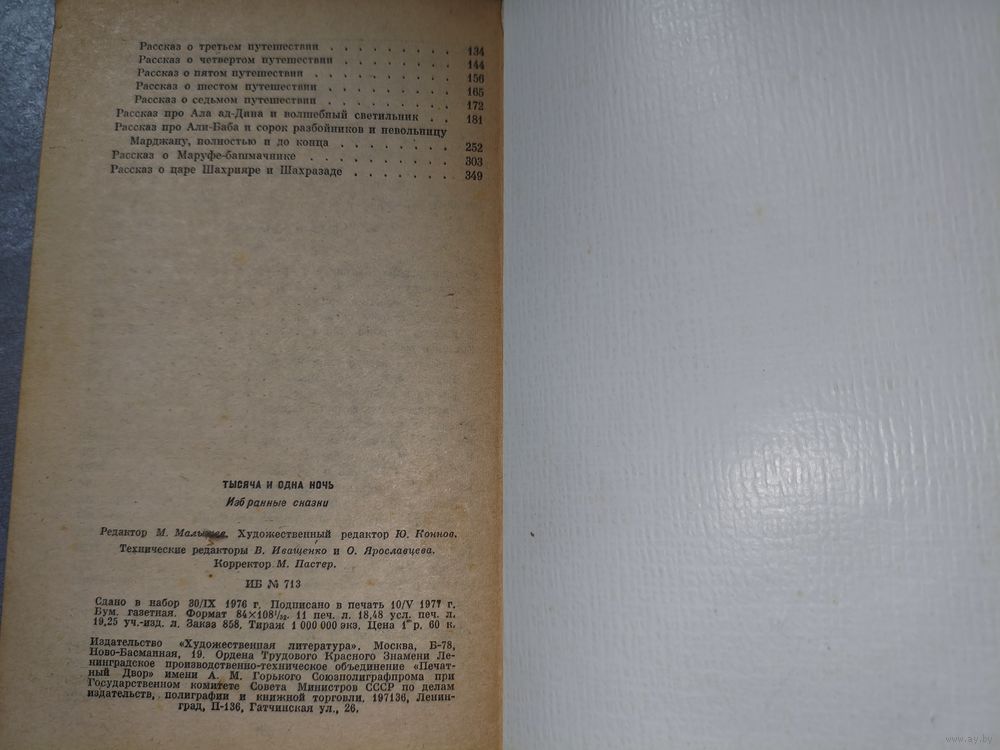 Рассказ о третьем путешествии . . . . . . . . . 134
Рассказ о четвертом путешествии . . . . . . . . 144
Рассказ о пятом путешествии . . . . . . . . . . 156
Рассказ о шестом путешествии . . . . . . . . . 165
Рассказ о седьмом путешествии . . . . . . . . . 172
Рассказ про Ала ад-Дина и волшебный светильник . . 181
Рассказ про Али-Баба и сорок разбойников и невольницу
Марджану, полностью и до конца . . . . . . . 252
Рассказ о Маруфе-башмачнике . . . . . . . . . . 303
Рассказ о царе Шахрияре и Шахразаде . . . . . . . 349
ТЫСЯЧА И ОДНА НОЧЬ
Избранные сказки
Редактор М. Малышев. Художественный редактор Ю. Коннов.
Технические редакторы В. Иващенко и О. Ярославцева.
Корректор М. Пастер.
ИБ № 713
Сдано в набор 30/IX 1976 г. Подписано в печать 10/V 1977 г.
Бум. газетная. Формат 84×108¹/₃₂. 11 печ. л. 18,48 усл. печ. л.
19,25 уч.-изд. л. Заказ 858. Тираж 1 000 000 экз. Цена 1 р. 60 к.
Издательство «Художественная литература». Москва, Б-78,
Ново-Басманная, 19. Ордена Трудового Красного Знамени Ле-
нинградское производственно-техническое объединение «Печат-
ный Двор» имени А. М. Горького Союзполиграфпрома при
Государственном комитете Совета Министров СССР по делам
издательств, полиграфии и книжной торговли. 197136, Ленин-
град, П-136, Гатчинская ул., 26.
www.ay.by